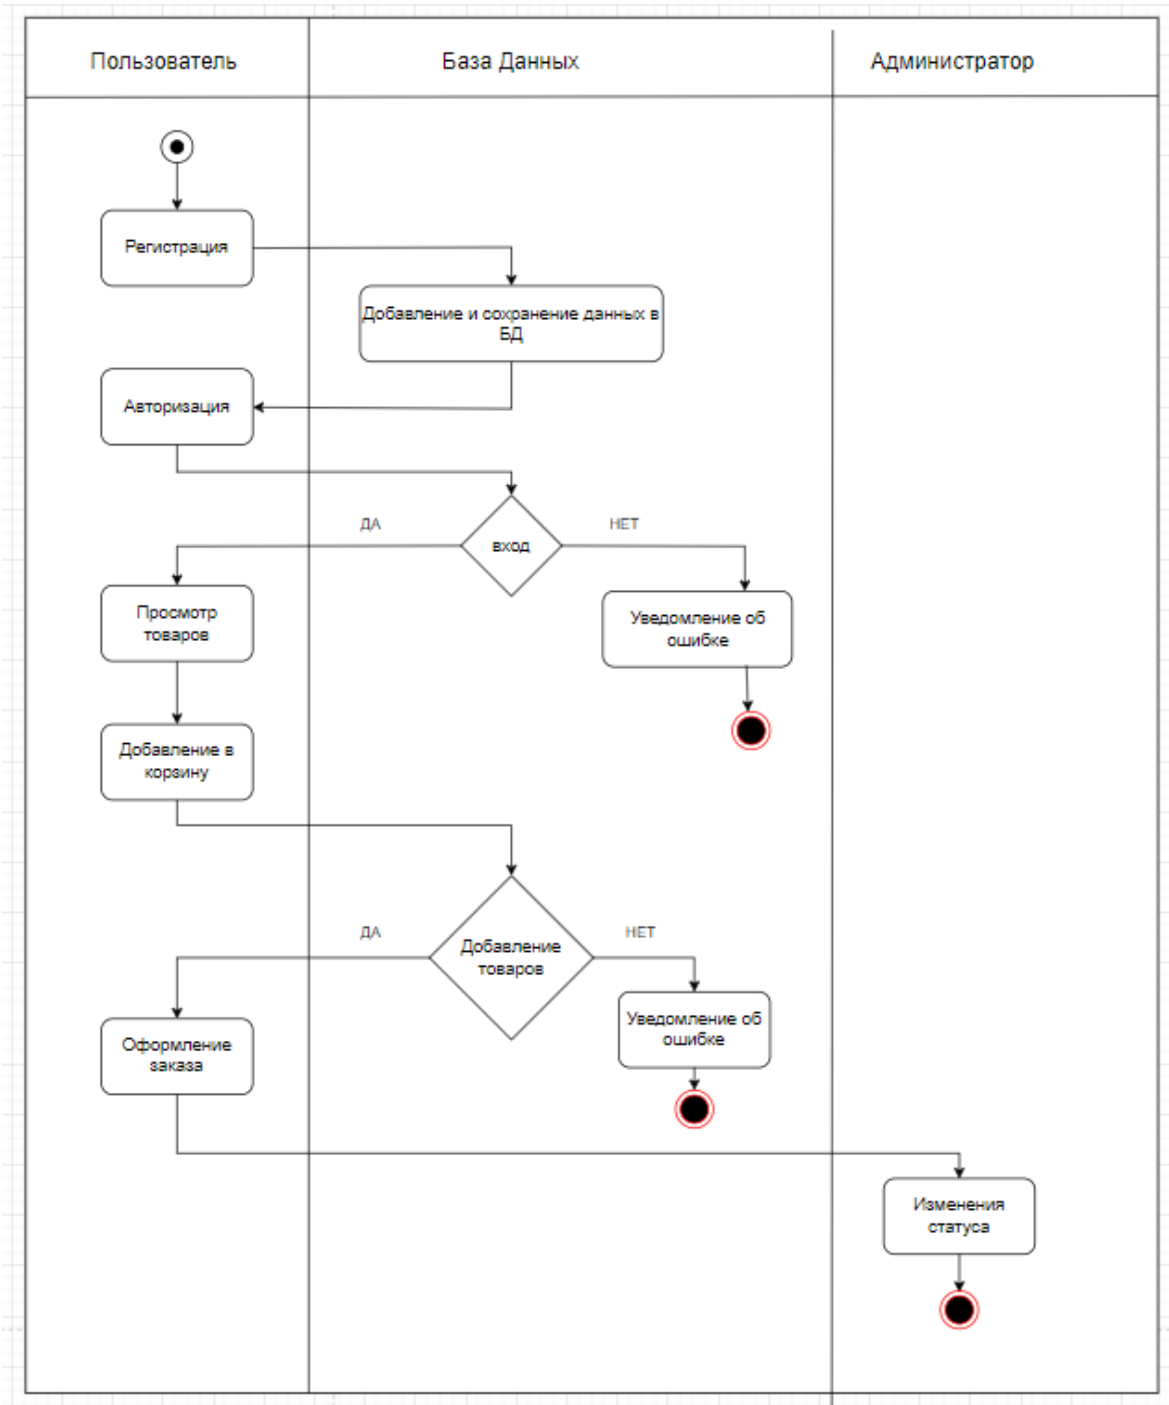 Пользователь
База Данных
Администратор
Регистрация
Добавление и сохранение данных в
БД
Авторизация
ДА
НЕТ
вход
Просмотр
товаров
Уведомление об
ошибке
Добавление в
корзину
ДА
НЕТ
Добавление
товаров
Уведомление об
ошибке
Оформление
заказа
Изменения
статуса